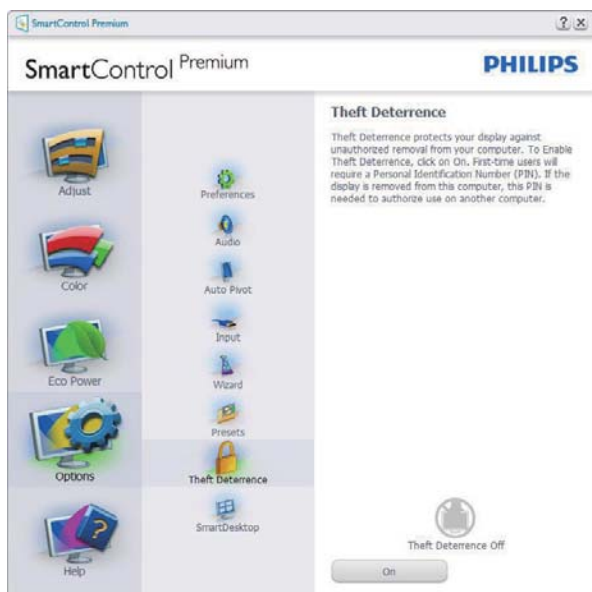 SmartControl Premium
? X
SmartControl Premium
PHILIPS
Adjust
Color
Eco Power
Options
Help
Preferences
Audio
Auto Pivot
Input
Wizard
Presets
Theft Deterrence
SmartDesktop
Theft Deterrence
Theft Deterrence protects your display against
unauthorized removal from your computer. To Enable
Theft Deterrence, click on On. First-time users will
require a Personal Identification Number (PIN). If the
display is removed from this computer, this PIN is
needed to authorize use on another computer.
Theft Deterrence Off
On